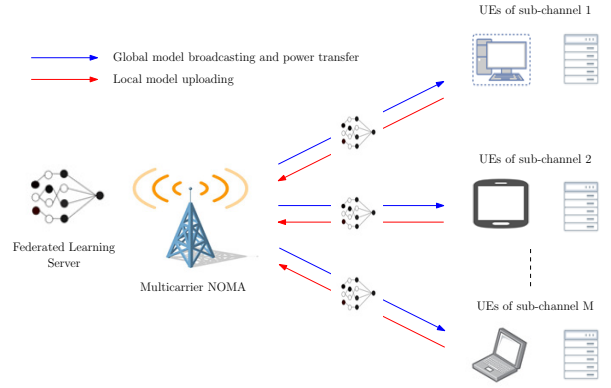 UEs of sub-channel 1
Global model broadcasting and power transfer
Local model uploading
UEs of sub-channel 2
Federated Learning
Server
Multicarrier NOMA
UEs of sub-channel M